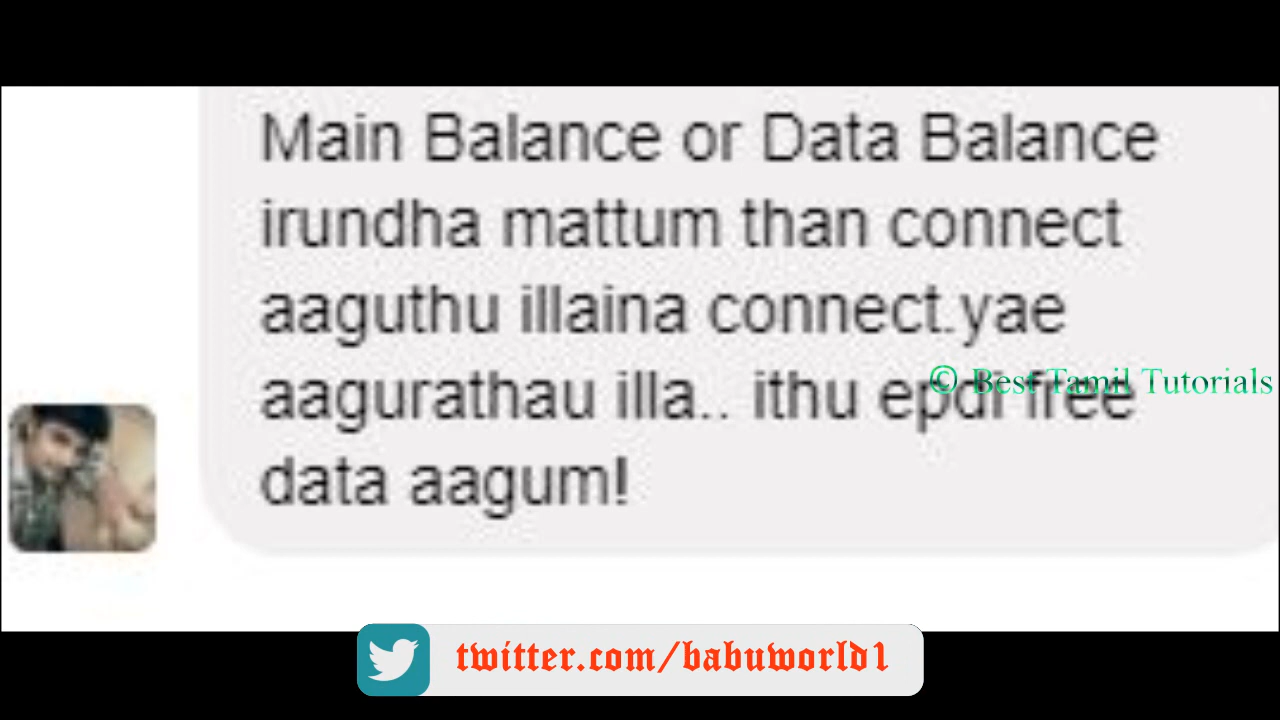 Main Balance or Data Balance
irundha mattum than connect
aaguthu illaina connect.yae
aagurathau illa.. ithu epdi free
data aagum!
© Best Tamil Tutorials
twitter.com/babuworld1